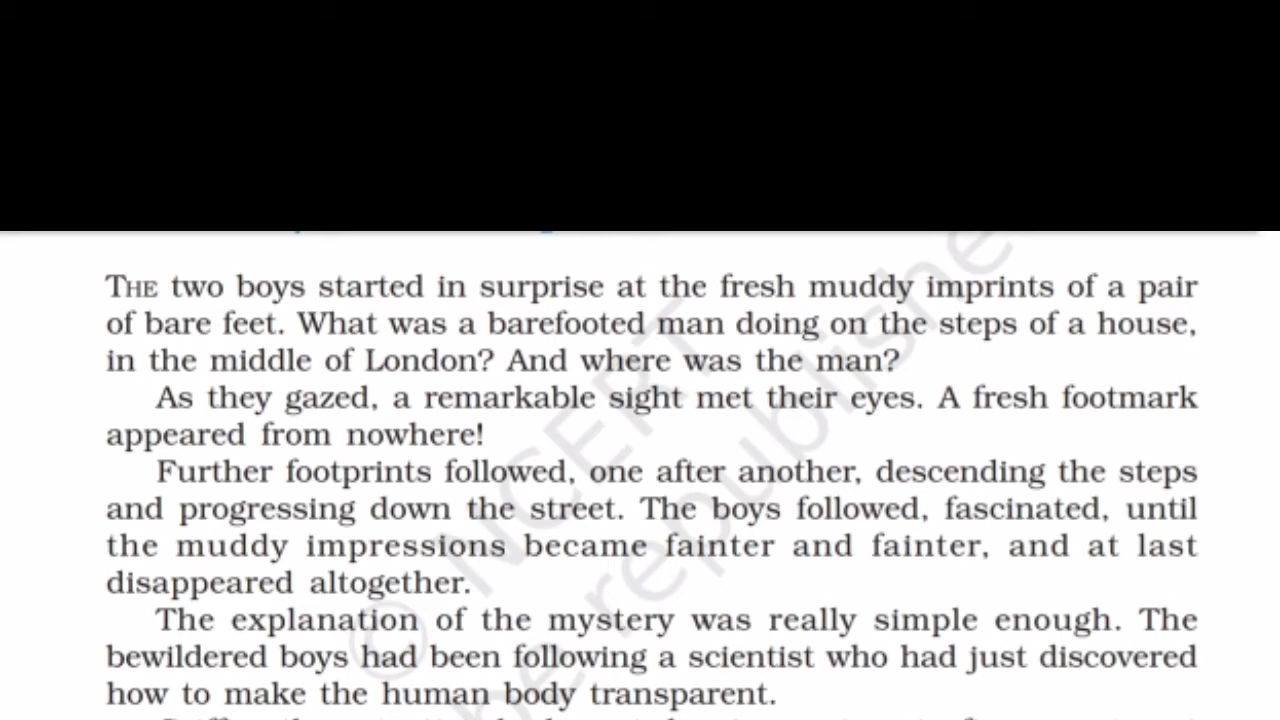 THE two boys started in surprise at the fresh muddy imprints of a pair
of bare feet. What was a barefooted man doing on the steps of a house,
in the middle of London? And where was the man?
As they gazed, a remarkable sight met their eyes. A fresh footmark
appeared from nowhere!
Further footprints followed, one after another, descending the steps
and progressing down the street. The boys followed, fascinated, until
the muddy impressions became fainter and fainter, and at last
disappeared altogether.
The explanation of the mystery was really simple enough. The
bewildered boys had been following a scientist who had just discovered
how to make the human body transparent.
© NCERT
be republishe